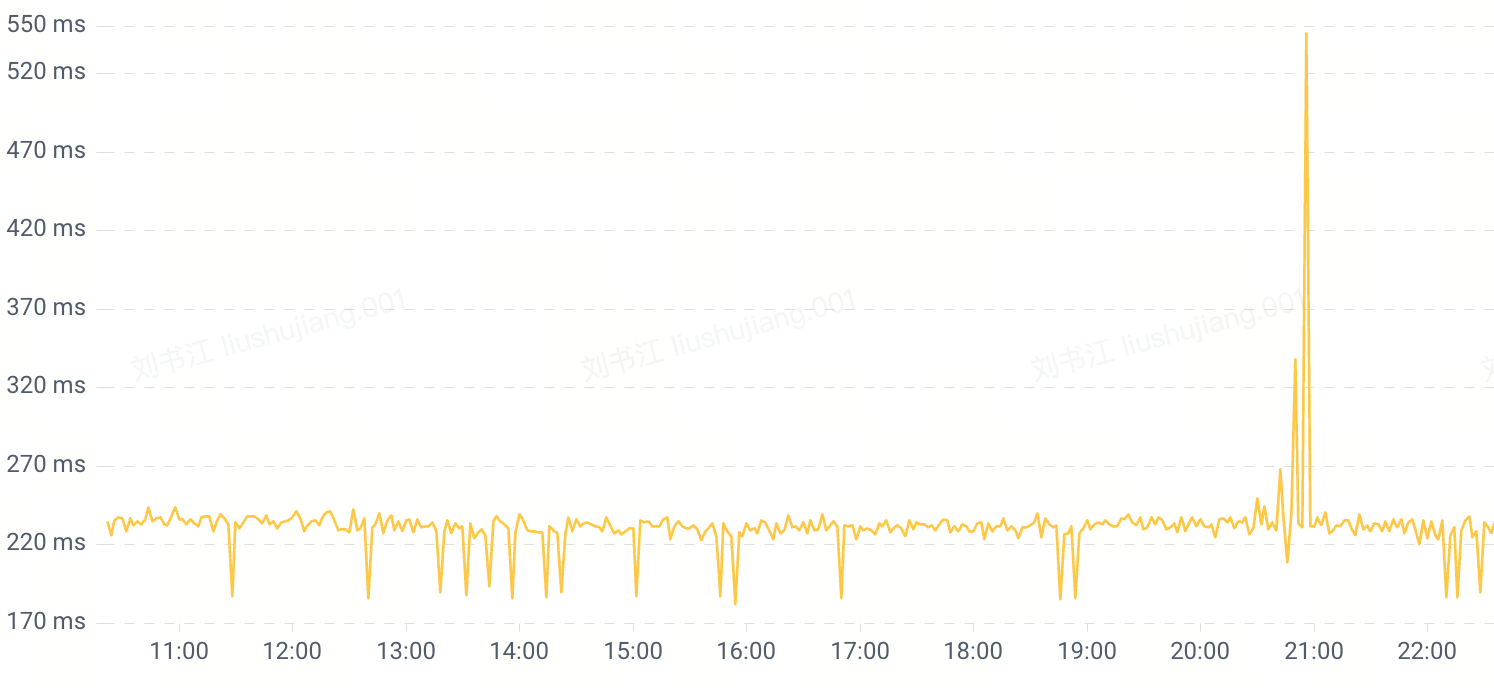 550 ms
520 ms
470 ms
420 ms
370 ms
320 ms
270 ms
220 ms
170 ms
刘书江 liushujiang.001
刘书江 liushujiang.001
刘书江 liushujiang.001
11:00 12:00 13:00 14:00 15:00 16:00 17:00 18:00 19:00 20:00 21:00 22:00